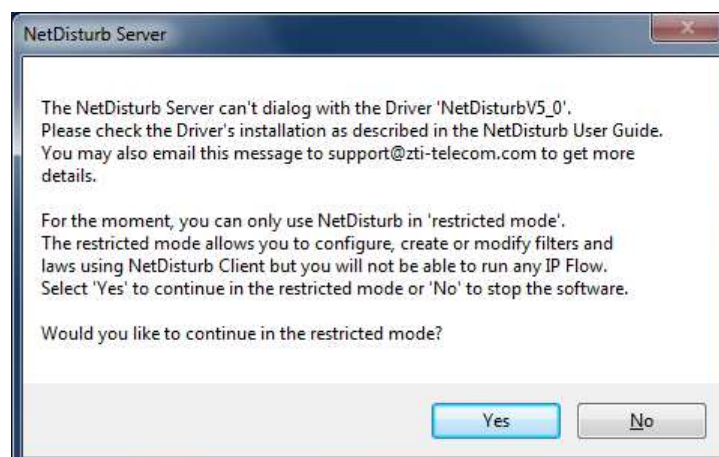 NetDisturb Server
The NetDisturb Server can't dialog with the Driver 'NetDisturbV5_0'.
Please check the Driver's installation as described in the NetDisturb User Guide.
You may also email this message to support@zti-telecom.com to get more
details.
For the moment, you can only use NetDisturb in 'restricted mode'.
The restricted mode allows you to configure, create or modify filters and
laws using NetDisturb Client but you will not be able to run any IP Flow.
Select 'Yes' to continue in the restricted mode or 'No' to stop the software.
Would you like to continue in the restricted mode?
Yes No